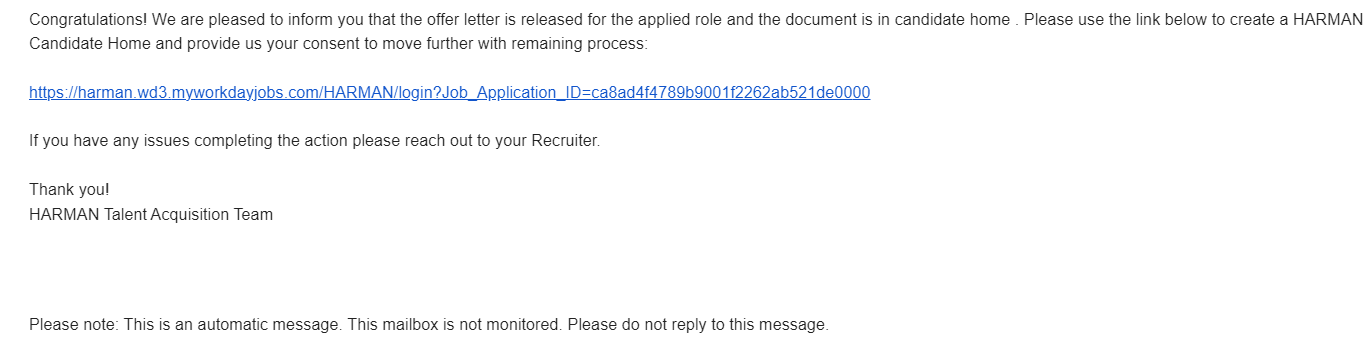 Congratulations! We are pleased to inform you that the offer letter is released for the applied role and the document is in candidate home . Please use the link below to create a HARMAN
Candidate Home and provide us your consent to move further with remaining process:
https://harman.wd3.myworkdayjobs.com/HARMAN/login?Job_Application_ID=ca8ad4f4789b9001f2262ab521de0000
If you have any issues completing the action please reach out to your Recruiter.
Thank you!
HARMAN Talent Acquisition Team
Please note: This is an automatic message. This mailbox is not monitored. Please do not reply to this message.